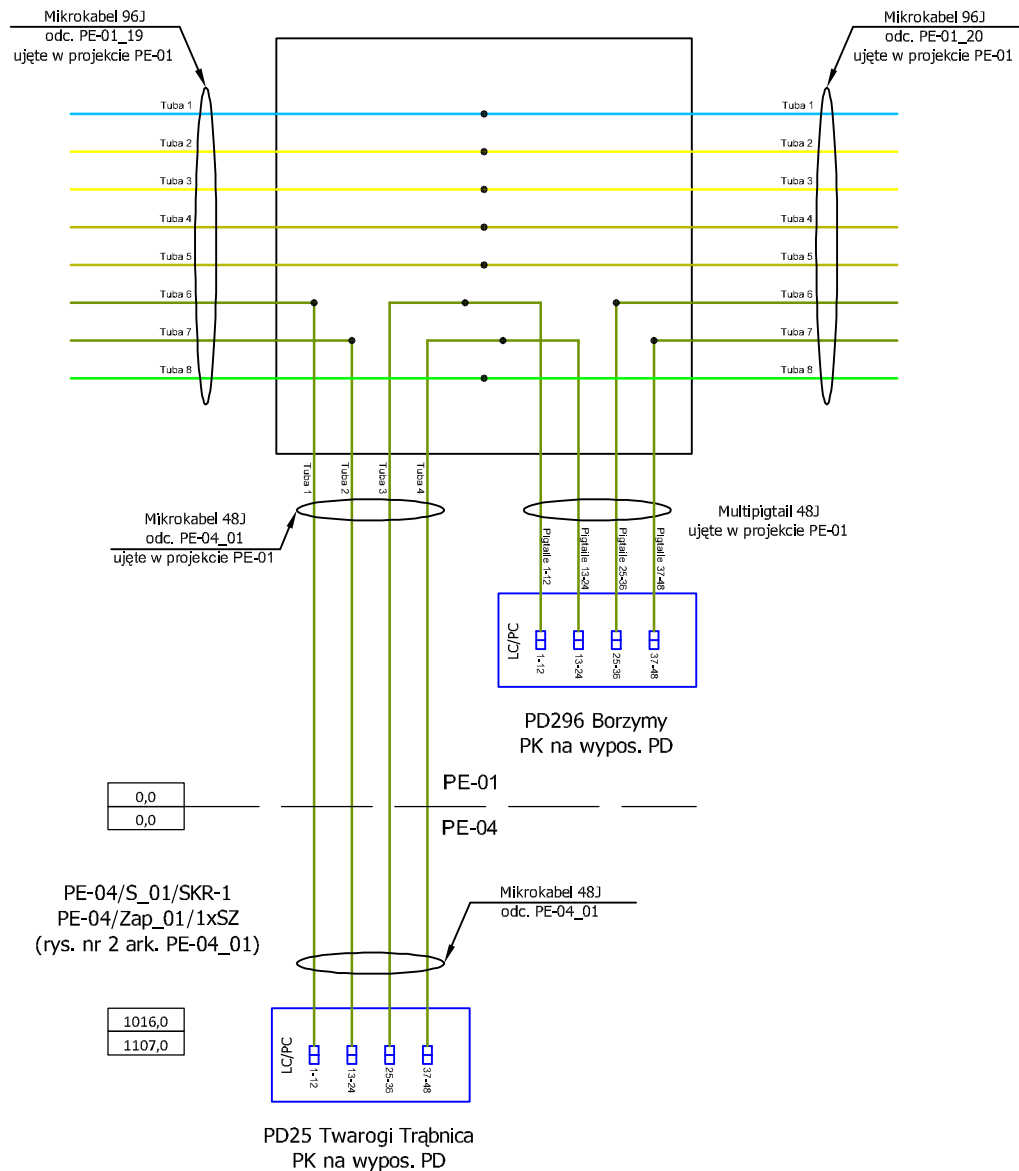 Mikrokabel 96J
odc. PE-01_19
ujęte w projekcie PE-01
Mikrokabel 96J
odc. PE-01_20
ujęte w projekcie PE-01
Tuba 1
Tuba 1
Tuba 2
Tuba 2
Tuba 3
Tuba 3
Tuba 4
Tuba 4
Tuba 5
Tuba 5
Tuba 6
Tuba 6
Tuba 7
Tuba 7
Tuba 8
Tuba 8
Tuba 1
Tuba 2
Tuba 3
Tuba 4
Mikrokabel 48J
odc. PE-04_01
ujęte w projekcie PE-01
Multipigtail 48J
ujęte w projekcie PE-01
Pigtaile 1-12
Pigtaile 13-24
Pigtaile 25-36
Pigtaile 37-48
LC/PC
1-12
13-24
25-36
37-48
PD296 Borzymy
PK na wypos. PD
PE-01
0,0
0,0
PE-04
PE-04/S_01/SKR-1
PE-04/Zap_01/1xSZ
(rys. nr 2 ark. PE-04_01)
Mikrokabel 48J
odc. PE-04_01
1016,0
1107,0
LC/PC
1-12
13-24
25-36
37-48
PD25 Twarogi Trąbnica
PK na wypos. PD